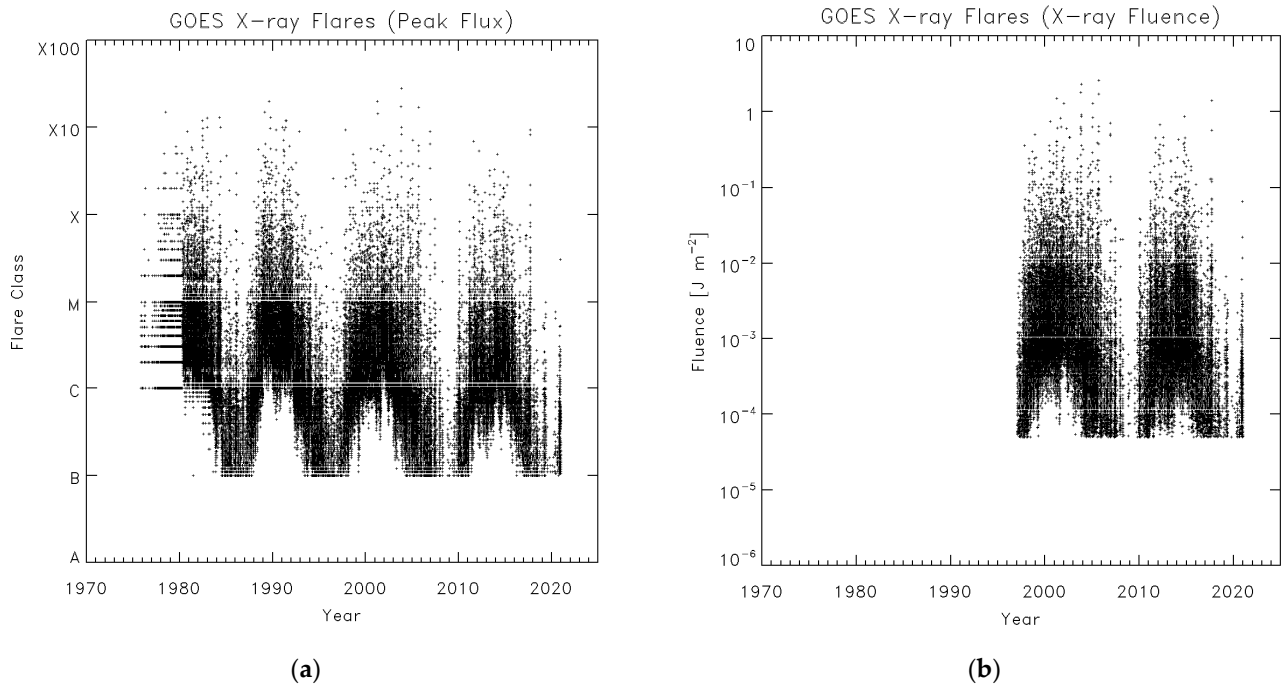 GOES X-ray Flares (Peak Flux)
X100
X10
X
M
C
B
A
Flare Class
1970 1980 1990 2000 2010 2020
Year
(a)
GOES X-ray Flares (X-ray Fluence)
10
1
10⁻¹
10⁻²
10⁻³
10⁻⁴
10⁻⁵
10⁻⁶
Fluence [J m⁻²]
1970 1980 1990 2000 2010 2020
Year
(b)